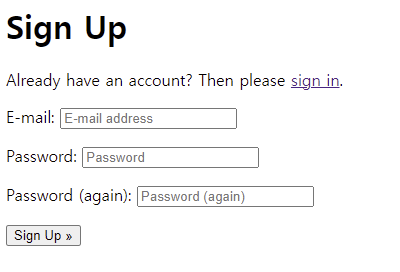 Sign Up
Already have an account? Then please sign in.
E-mail: E-mail address
Password: Password
Password (again): Password (again)
Sign Up »